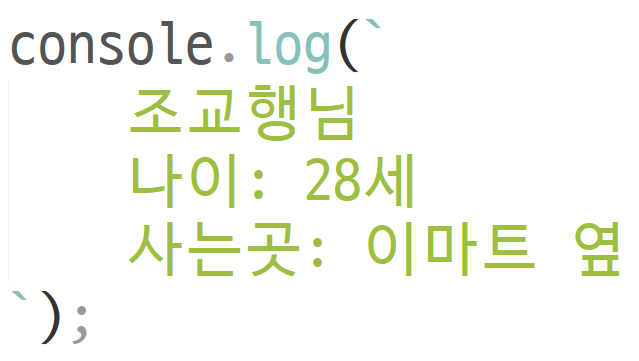 console.log(`
    조교행님
    나이: 28세
    사는곳: 이마트 옆
`);